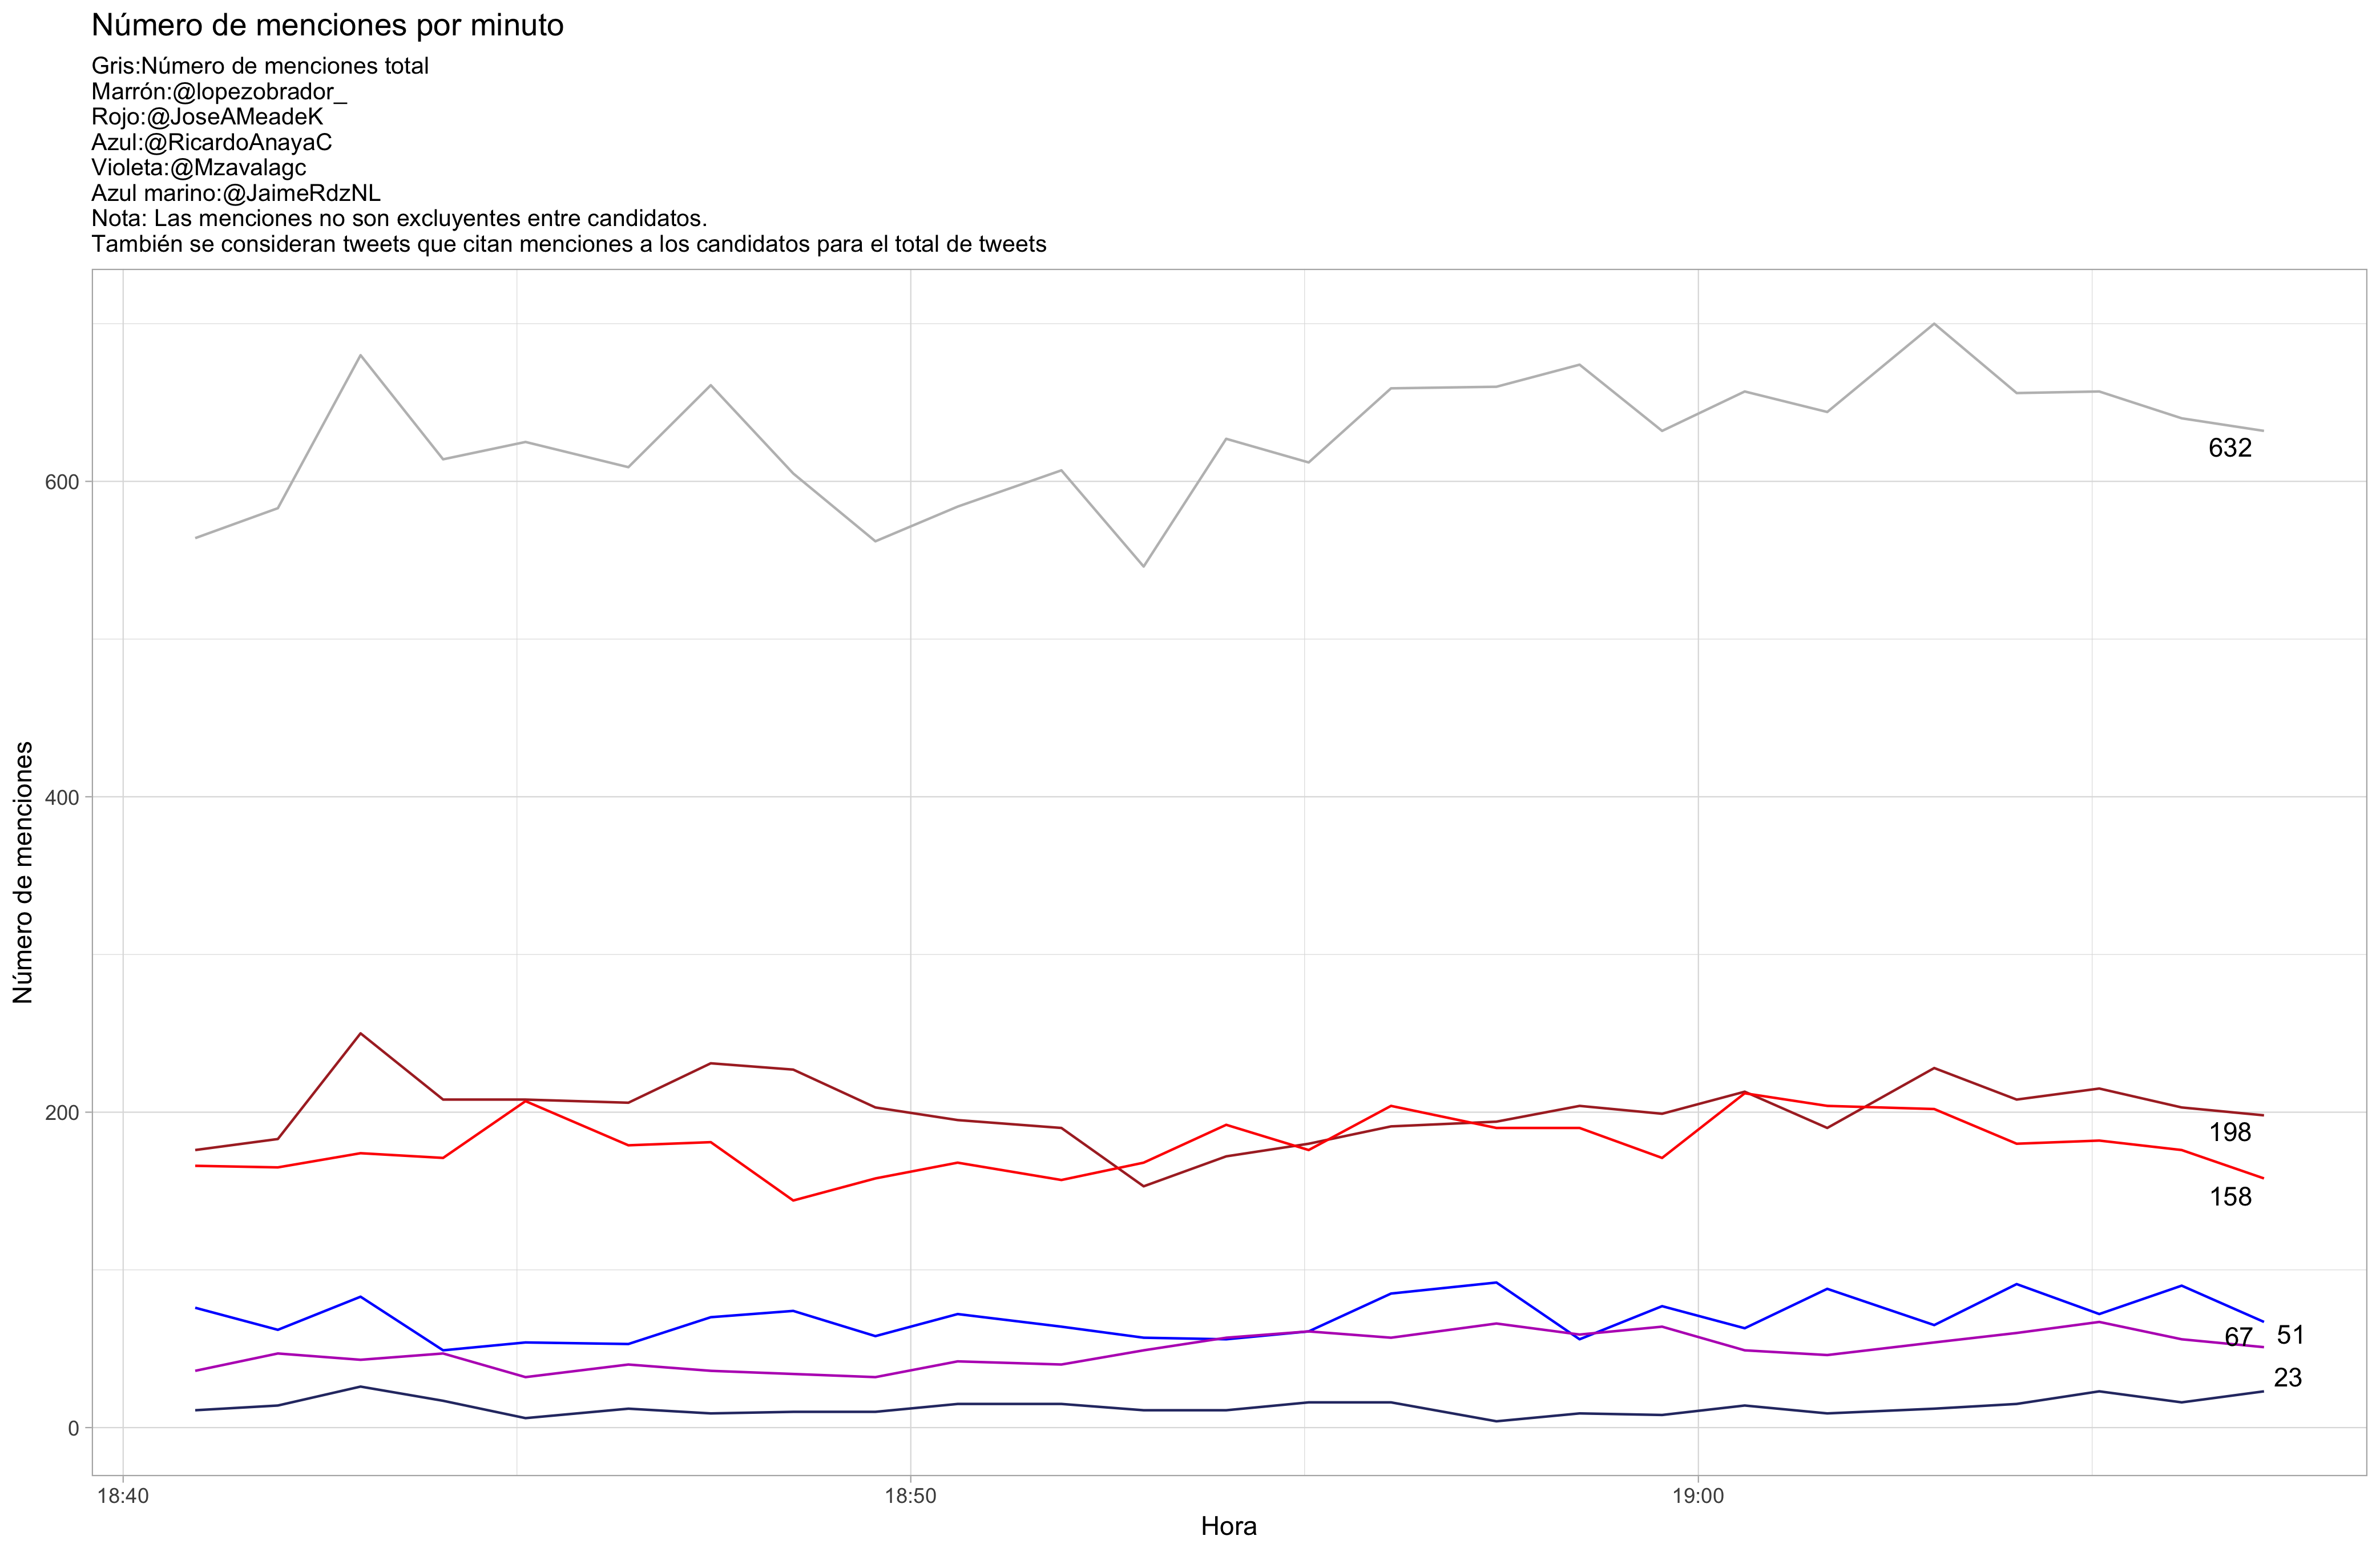 Número de menciones por minuto
Gris:Número de menciones total
Marrón:@lopezobrador_
Rojo:@JoseAMeadeK
Azul:@RicardoAnayaC
Violeta:@Mzavalagc
Azul marino:@JaimeRdzNL
Nota: Las menciones no son excluyentes entre candidatos.
También se consideran tweets que citan menciones a los candidatos para el total de tweets
Número de menciones
600
400
200
0
632
198
158
67
51
23
18:40
18:50
19:00
Hora